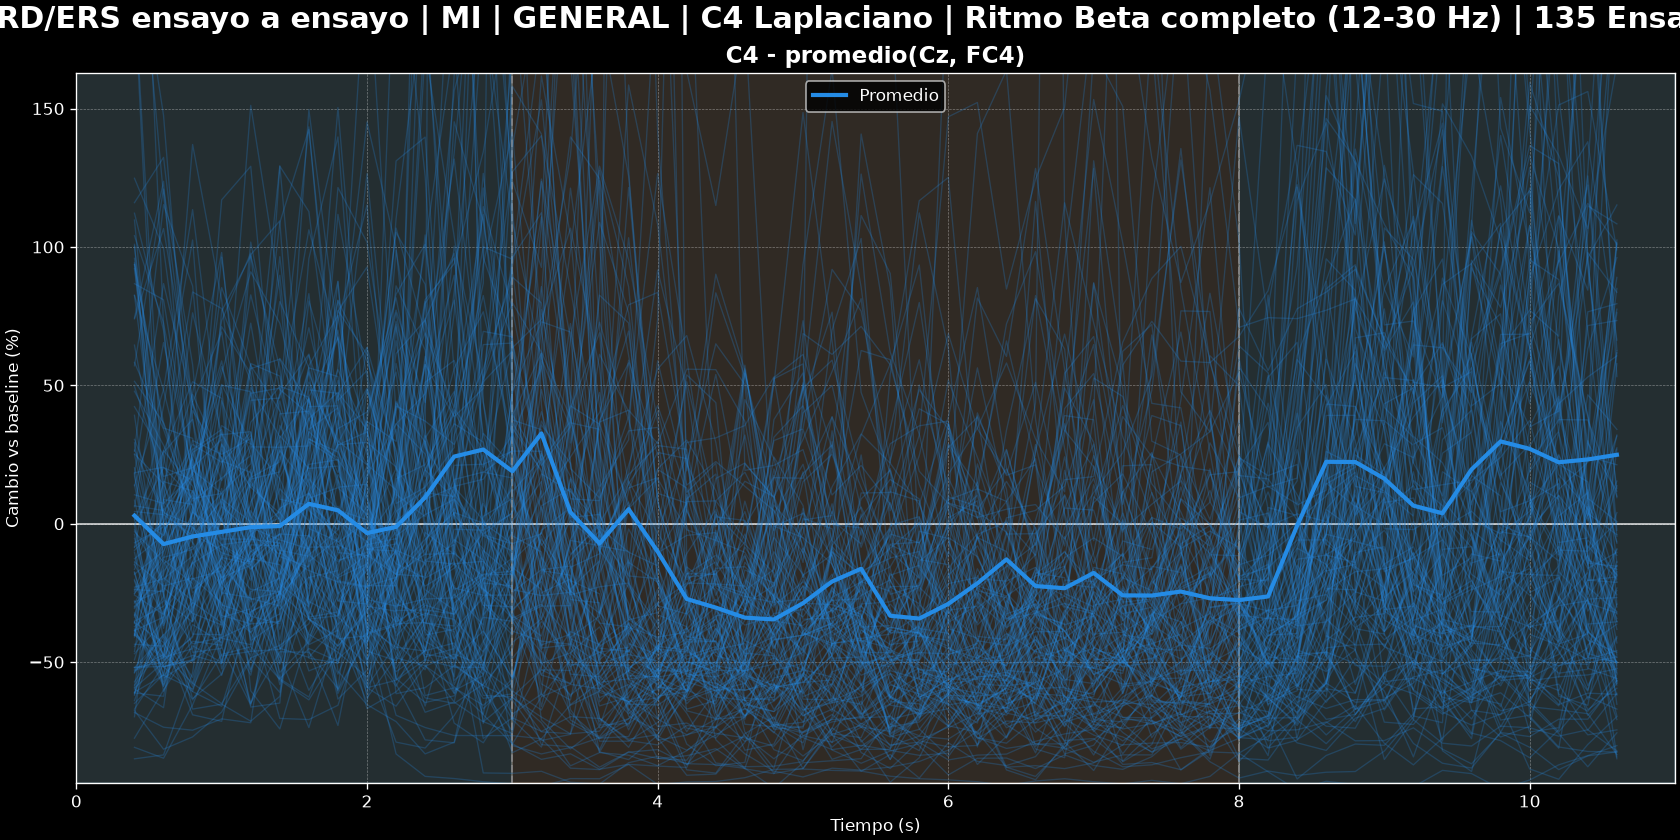 RD/ERS ensayo a ensayo | MI | GENERAL | C4 Laplaciano | Ritmo Beta completo (12-30 Hz) | 135 Ensa
C4 - promedio(Cz, FC4)
Promedio
150
100
50
0
−50
Cambio vs baseline (%)
0 2 4 6 8 10
Tiempo (s)